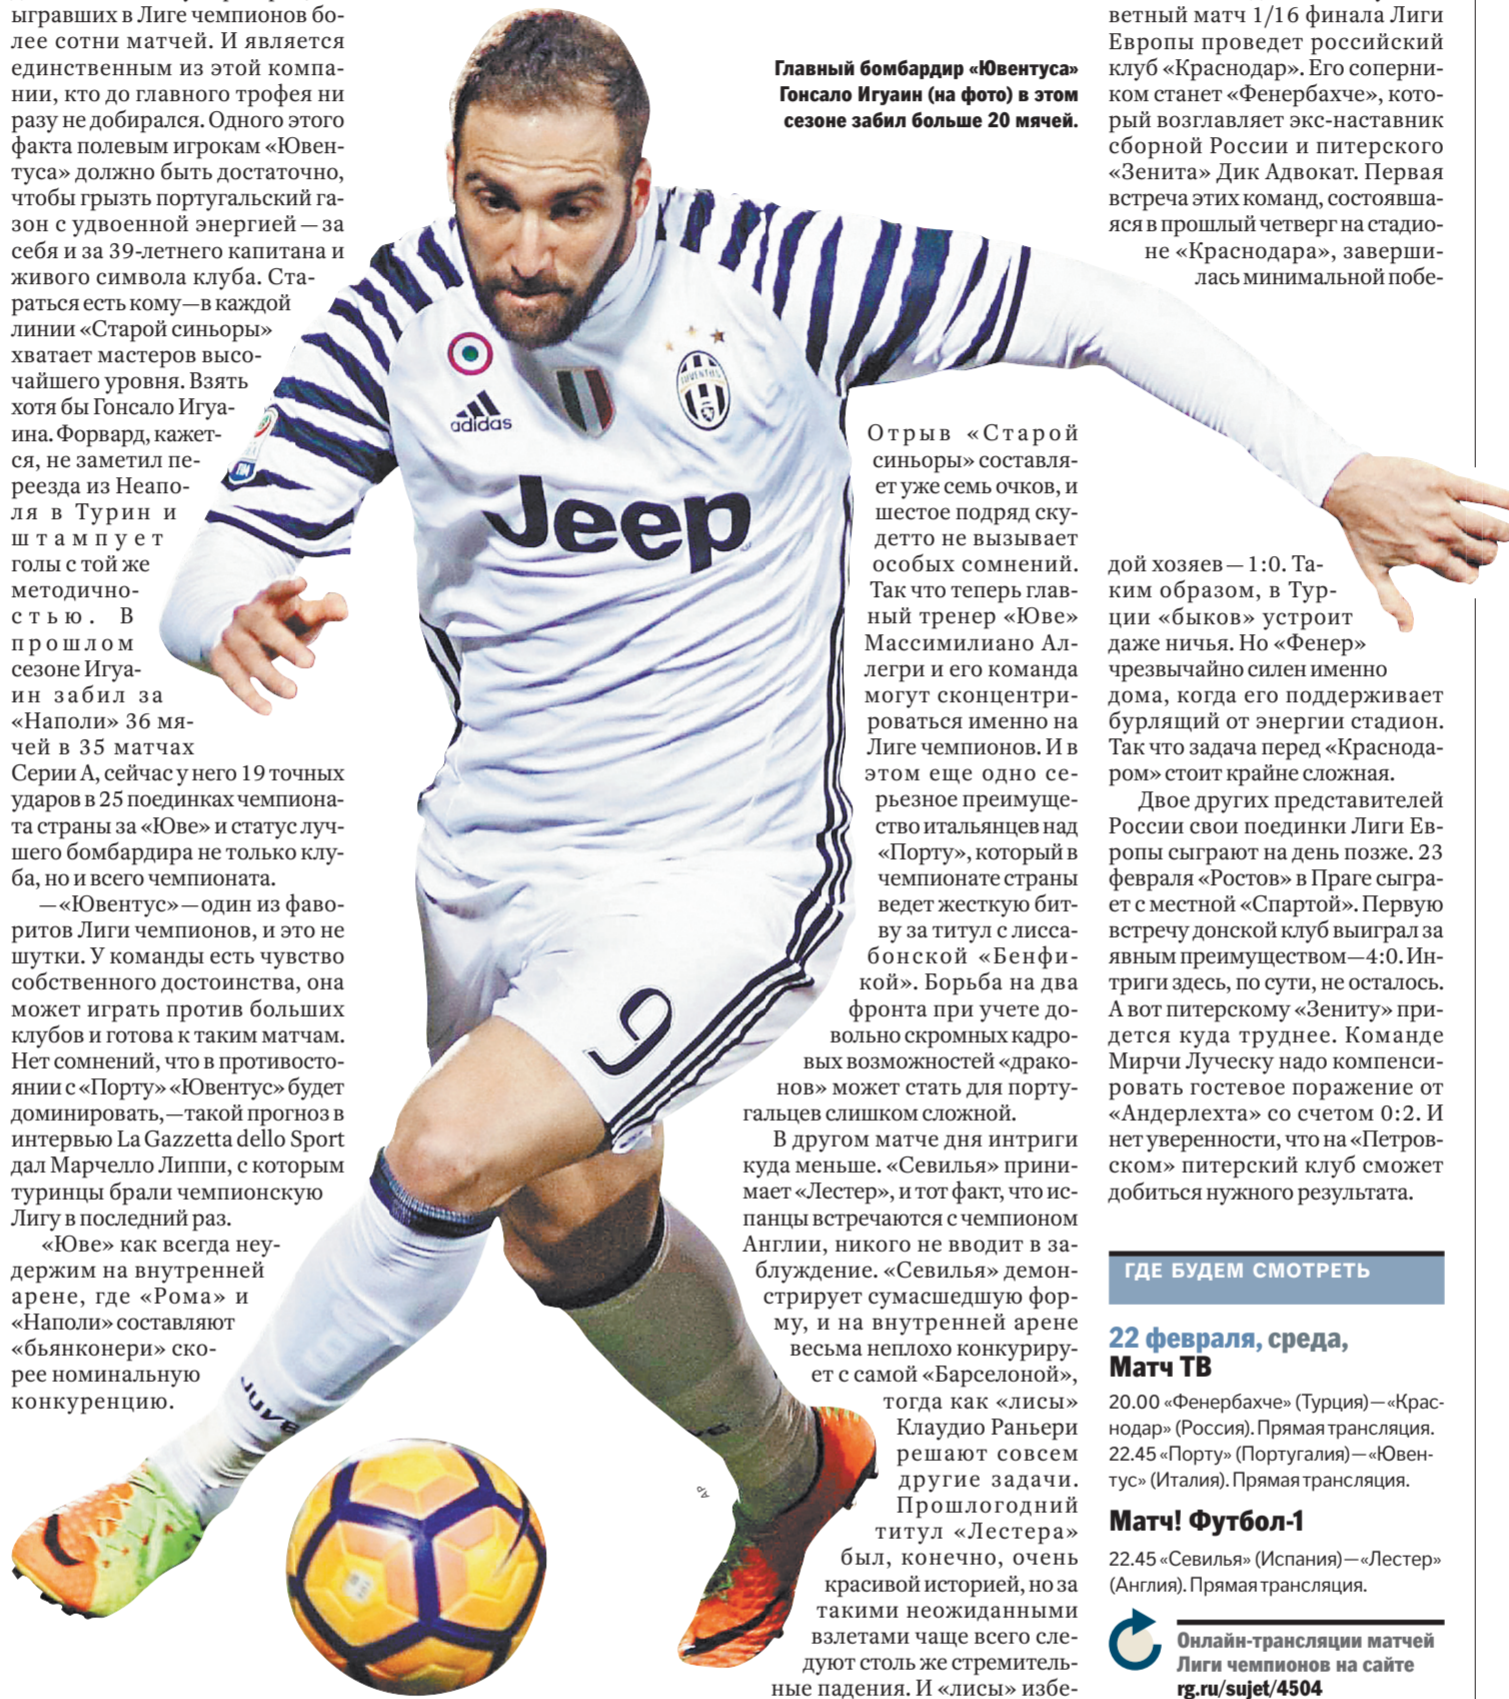 ыгравших в Лиге чемпионов бо-
лее сотни матчей. И является
единственным из этой компа-
нии, кто до главного трофея ни
разу не добирался. Одного этого
факта полевым игрокам «Ювен-
туса» должно быть достаточно,
чтобы грызть португальский га-
зон с удвоенной энергией — за
себя и за 39-летнего капитана и
живого символа клуба. Ста-
раться есть кому—в каждой
линии «Старой синьоры»
хватает мастеров высо-
чайшего уровня. Взять
хотя бы Гонсало Игуа-
ина. Форвард, кажет-
ся, не заметил пе-
реезда из Неапо-
ля в Турин и
штампует
голы с той же
методично-
стью. В
прошлом
сезоне Игуа-
ин забил за
«Наполи» 36 мя-
чей в 35 матчах
Серии А, сейчас у него 19 точных
ударов в 25 поединках чемпиона-
та страны за «Юве» и статус луч-
шего бомбардира не только клу-
ба, но и всего чемпионата.
—«Ювентус»—один из фаво-
ритов Лиги чемпионов, и это не
шутки. У команды есть чувство
собственного достоинства, она
может играть против больших
клубов и готова к таким матчам.
Нет сомнений, что в противосто-
янии с «Порту» «Ювентус» будет
доминировать,—такой прогноз в
интервью La Gazzetta dello Sport
дал Марчелло Липпи, с которым
туринцы брали чемпионскую
Лигу в последний раз.
«Юве» как всегда неу-
держим на внутренней
арене, где «Рома» и
«Наполи» составляют
«бьянконери» ско-
рее номинальную
конкуренцию.
Главный бомбардир «Ювентуса»
Гонсало Игуаин (на фото) в этом
сезоне забил больше 20 мячей.
adidas
JUVENTUS
TIM
Jeep
9
AP
Отрыв «Старой
синьоры» составля-
ет уже семь очков, и
шестое подряд ску-
детто не вызывает
особых сомнений.
Так что теперь глав-
ный тренер «Юве»
Массимилиано Ал-
легри и его команда
могут сконцентри-
роваться именно на
Лиге чемпионов. И в
этом еще одно се-
рьезное преимуще-
ство итальянцев над
«Порту», который в
чемпионате страны
ведет жесткую бит-
ву за титул с лисса-
бонской «Бенфи-
кой». Борьба на два
фронта при учете до-
вольно скромных кадро-
вых возможностей «драко-
нов» может стать для порту-
гальцев слишком сложной.
В другом матче дня интриги
куда меньше. «Севилья» прини-
мает «Лестер», и тот факт, что ис-
панцы встречаются с чемпионом
Англии, никого не вводит в за-
блуждение. «Севилья» демон-
стрирует сумасшедшую фор-
му, и на внутренней арене
весьма неплохо конкуриру-
ет с самой «Барселоной»,
тогда как «лисы»
Клаудио Раньери
решают совсем
другие задачи.
Прошлогодний
титул «Лестера»
был, конечно, очень
красивой историей, но за
такими неожиданными
взлетами чаще всего сле-
дуют столь же стремитель-
ные падения. И «лисы» избе-
ветный матч 1/16 финала Лиги
Европы проведет российский
клуб «Краснодар». Его соперни-
ком станет «Фенербахче», кото-
рый возглавляет экс-наставник
сборной России и питерского
«Зенита» Дик Адвокат. Первая
встреча этих команд, состоявша-
яся в прошлый четверг на стадио-
не «Краснодара», заверши-
лась минимальной побе-
дой хозяев — 1:0. Та-
ким образом, в Тур-
ции «быков» устроит
даже ничья. Но «Фенер»
чрезвычайно силен именно
дома, когда его поддерживает
бурлящий от энергии стадион.
Так что задача перед «Краснода-
ром» стоит крайне сложная.
Двое других представителей
России свои поединки Лиги Ев-
ропы сыграют на день позже. 23
февраля «Ростов» в Праге сыгра-
ет с местной «Спартой». Первую
встречу донской клуб выиграл за
явным преимуществом—4:0. Ин-
триги здесь, по сути, не осталось.
А вот питерскому «Зениту» при-
дется куда труднее. Команде
Мирчи Луческу надо компенси-
ровать гостевое поражение от
«Андерлехта» со счетом 0:2. И
нет уверенности, что на «Петров-
ском» питерский клуб сможет
добиться нужного результата.
ГДЕ БУДЕМ СМОТРЕТЬ
22 февраля, среда,
Матч ТВ
20.00 «Фенербахче» (Турция)—«Крас-
нодар» (Россия). Прямая трансляция.
22.45 «Порту» (Португалия)—«Ювен-
тус» (Италия). Прямая трансляция.
Матч! Футбол-1
22.45 «Севилья» (Испания)—«Лестер»
(Англия). Прямая трансляция.
Онлайн-трансляции матчей
Лиги чемпионов на сайте
rg.ru/sujet/4504